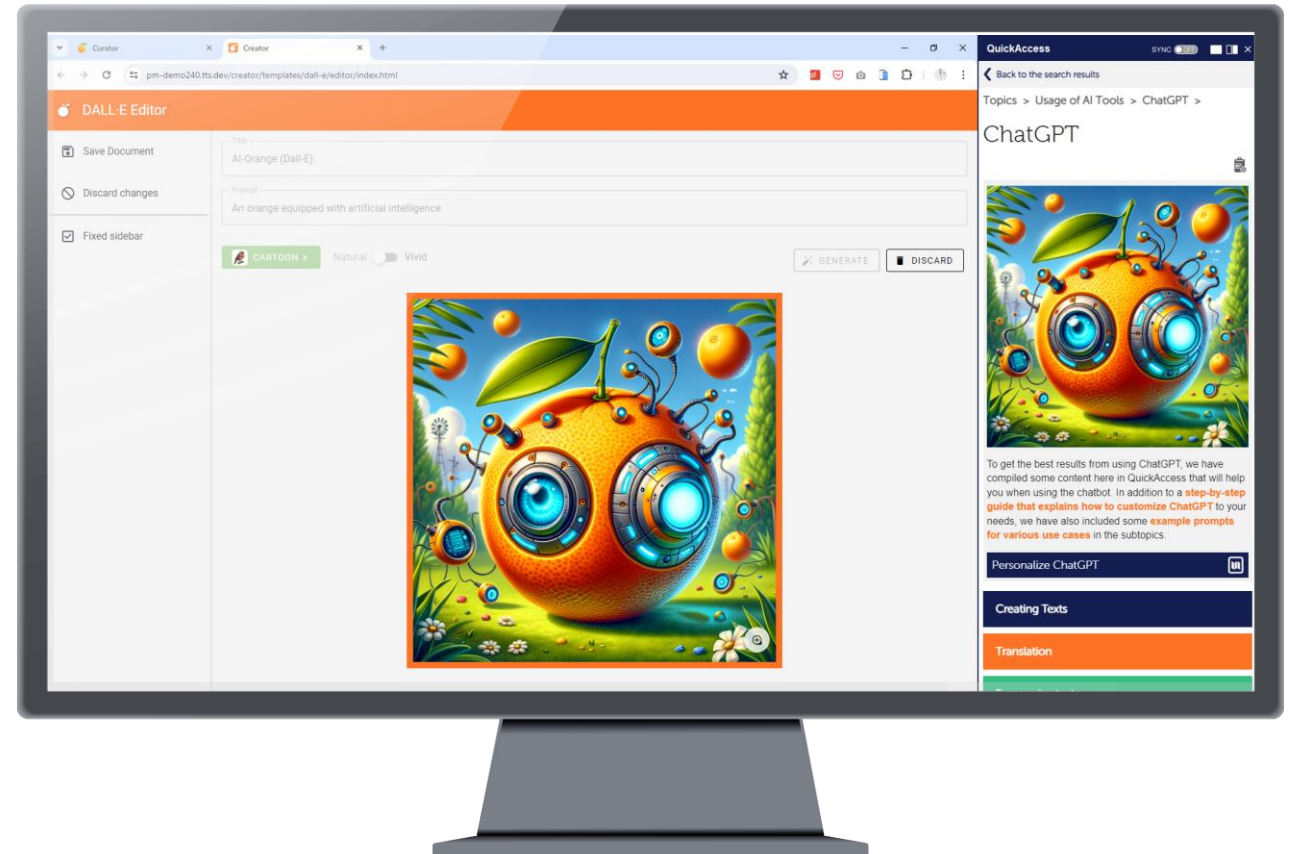 Curator
Creator
QuickAccess
SYNC OFF
pm-demo240.tts.dev/creator/templates/dall-e/editor/index.html
Back to the search results
DALL·E Editor
Topics > Usage of AI Tools > ChatGPT >
ChatGPT
Save Document
Title
AI-Orange (Dall-E)
Discard changes
Prompt
An orange equipped with artificial intelligence
Fixed sidebar
CARTOON >
Natural
Vivid
GENERATE
DISCARD
To get the best results from using ChatGPT, we have
compiled some content here in QuickAccess that will help
you when using the chatbot. In addition to a step-by-step
guide that explains how to customize ChatGPT to your
needs, we have also included some example prompts
for various use cases in the subtopics.
Personalize ChatGPT
Creating Texts
Translation